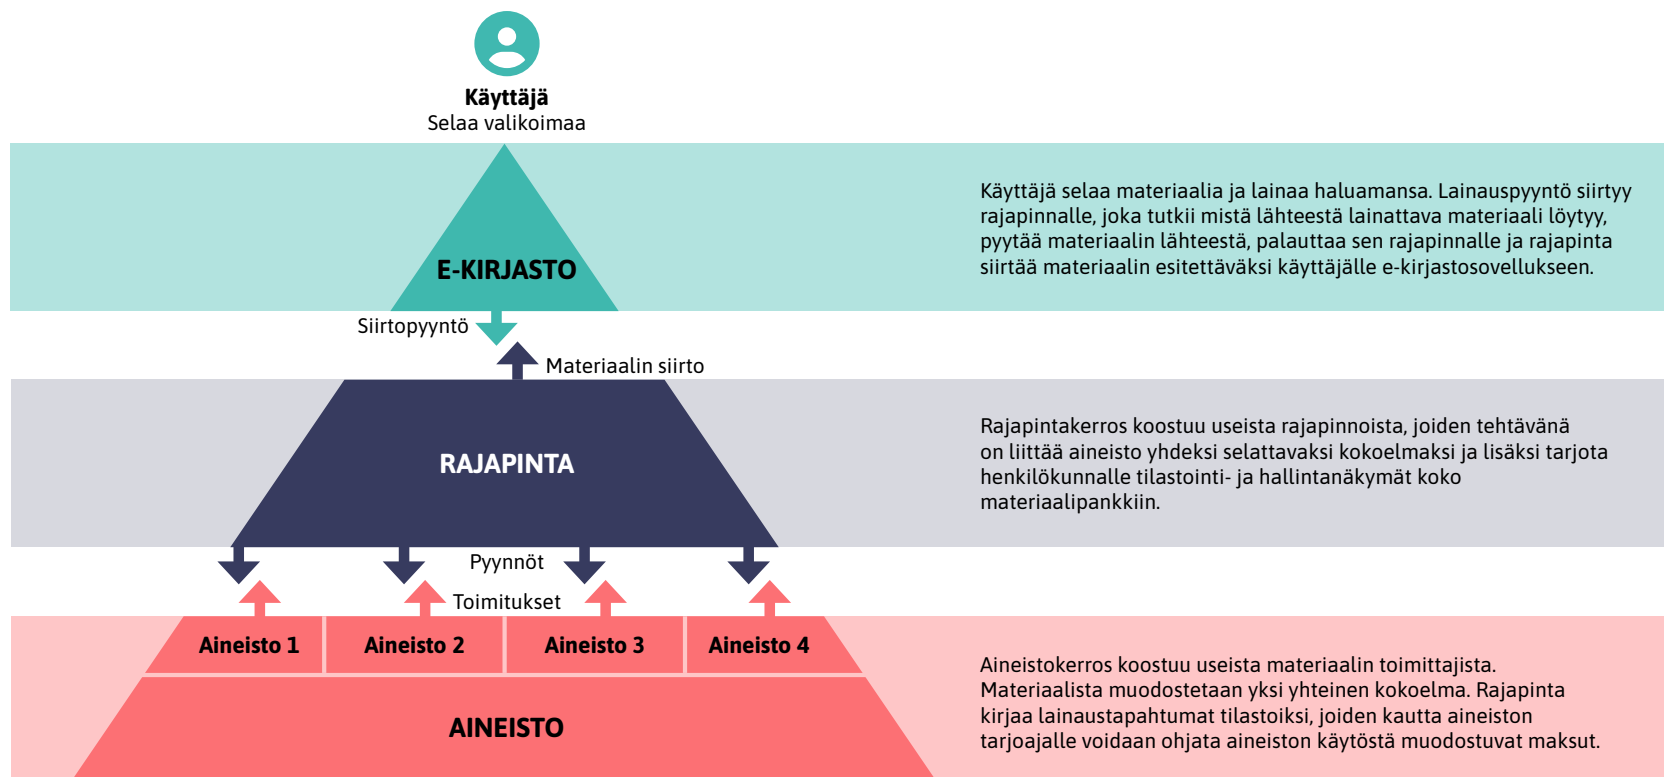 Käyttäjä
Selaa valikoimaa
E-KIRJASTO
Käyttäjä selaa materiaalia ja lainaa haluamansa. Lainauspyyntö siirtyy
rajapinnalle, joka tutkii mistä lähteestä lainattava materiaali löytyy,
pyytää materiaalin lähteestä, palauttaa sen rajapinnalle ja rajapinta
siirtää materiaalin esitettäväksi käyttäjälle e-kirjastosovellukseen.
Siirtopyyntö
Materiaalin siirto
RAJAPINTA
Rajapintakerros koostuu useista rajapinnoista, joiden tehtävänä
on liittää aineisto yhdeksi selattavaksi kokoelmaksi ja lisäksi tarjota
henkilökunnalle tilastointi- ja hallintanäkymät koko
materiaalipankkiin.
Pyynnöt
Toimitukset
Aineisto 1
Aineisto 2
Aineisto 3
Aineisto 4
AINEISTO
Aineistokerros koostuu useista materiaalin toimittajista.
Materiaalista muodostetaan yksi yhteinen kokoelma. Rajapinta
kirjaa lainaustapahtumat tilastoiksi, joiden kautta aineiston
tarjoajalle voidaan ohjata aineiston käytöstä muodostuvat maksut.